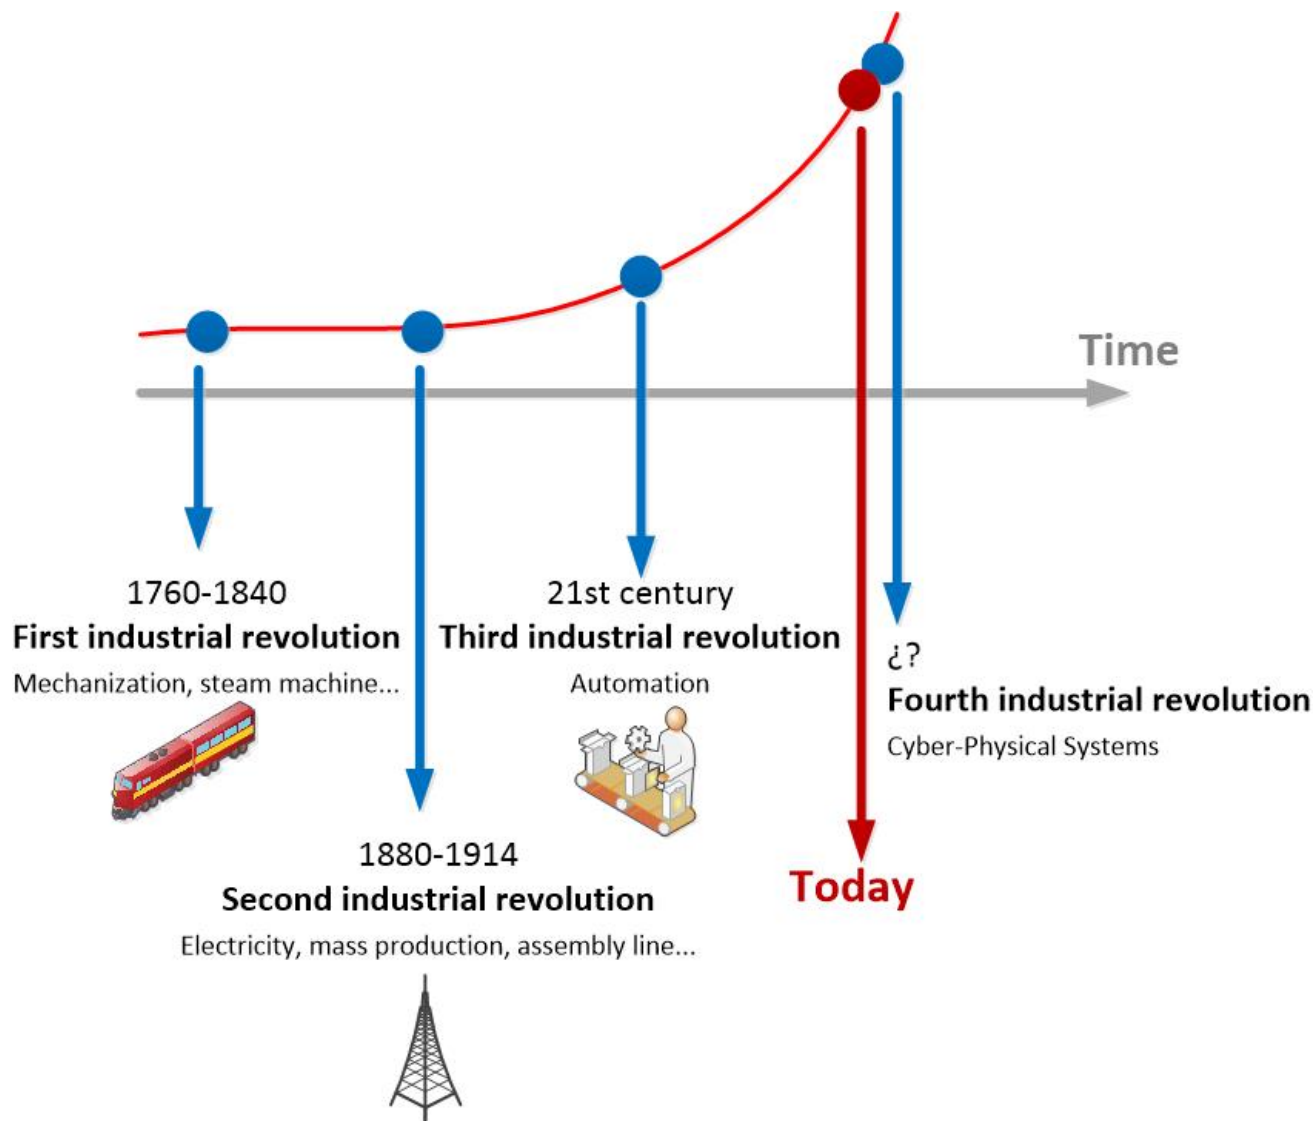 Time
1760-1840
First industrial revolution
Mechanization, steam machine...
1880-1914
Second industrial revolution
Electricity, mass production, assembly line...
21st century
Third industrial revolution
Automation
Today
¿?
Fourth industrial revolution
Cyber-Physical Systems